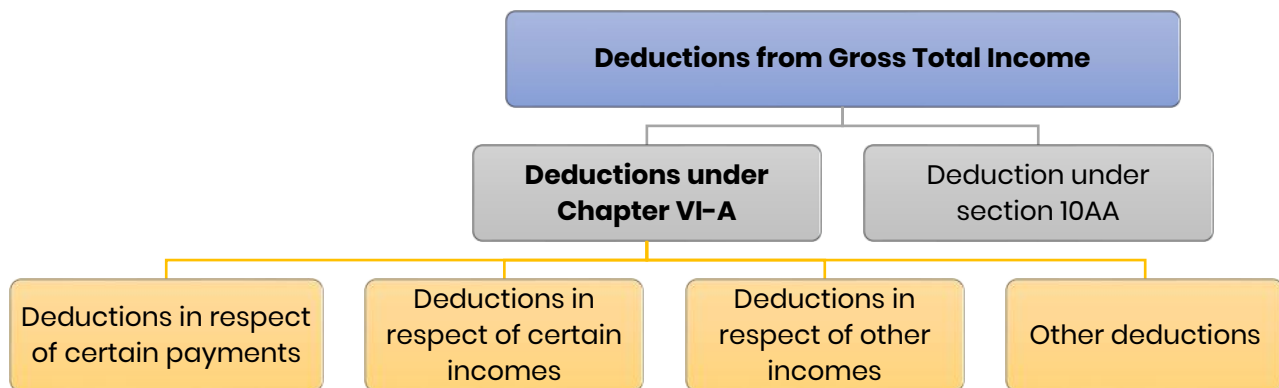 Deductions from Gross Total Income
Deductions under
Chapter VI-A
Deduction under
section 10AA
Deductions in respect
of certain payments
Deductions in
respect of certain
incomes
Deductions in
respect of other
incomes
Other deductions